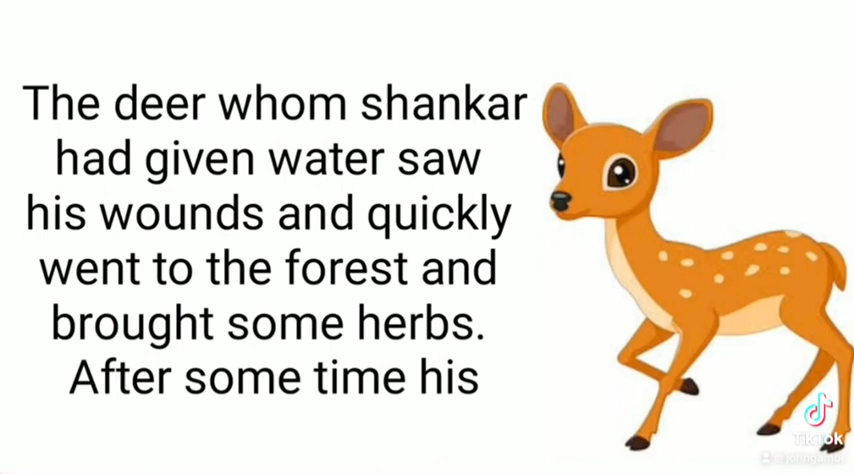 The deer whom shankar
had given water saw
his wounds and quickly
went to the forest and
brought some herbs.
After some time his
TikTok